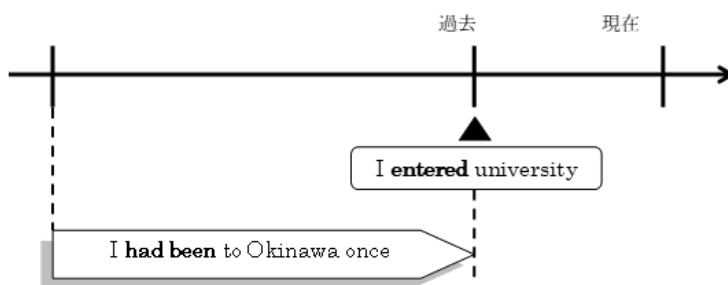 過去 現在
I entered university
I had been to Okinawa once